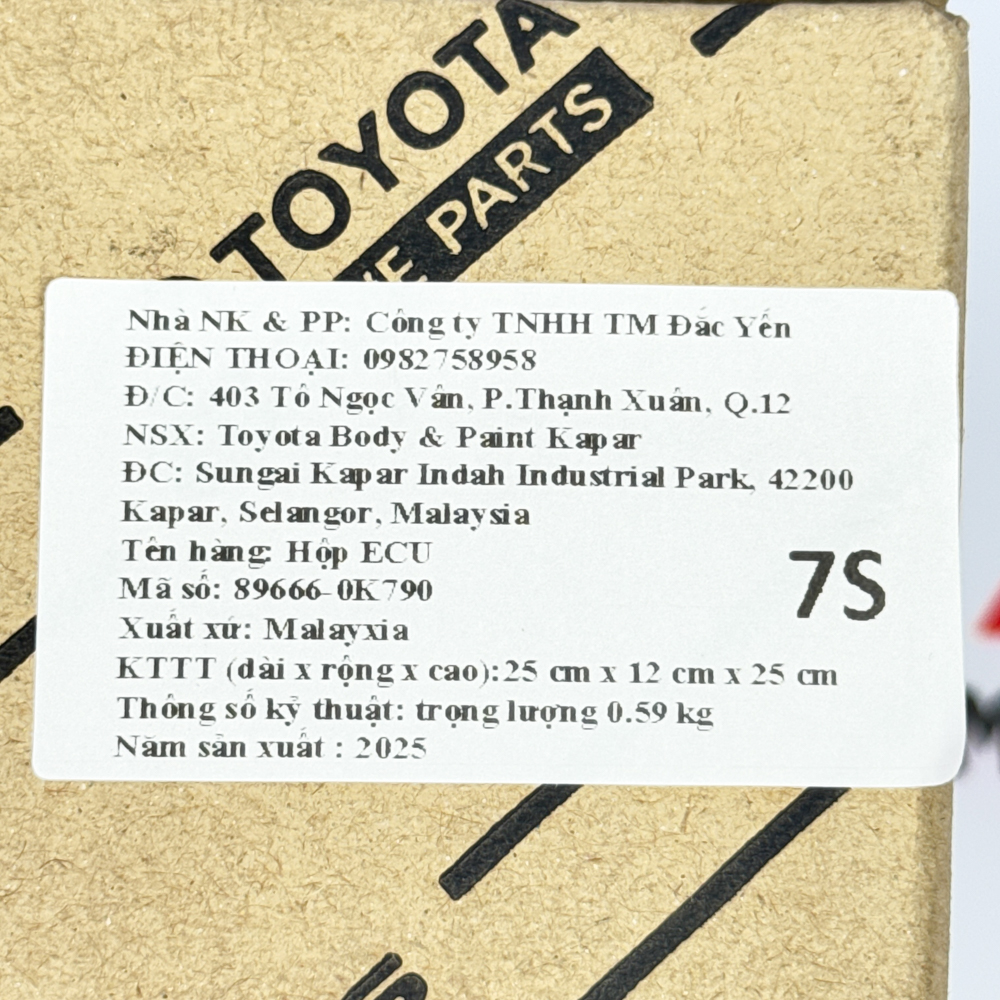 TOYOTA
PARTS
Nhà NK & PP: Công ty TNHH TM Đắc Yến
ĐIỆN THOẠI: 0982758958
Đ/C: 403 Tô Ngọc Vân, P.Thạnh Xuân, Q.12
NSX: Toyota Body & Paint Kapar
ĐC: Sungai Kapar Indah Industrial Park, 42200
Kapar, Selangor, Malaysia
Tên hàng: Hộp ECU
Mã số: 89666-0K790
7S
Xuất xứ: Malayxia
KTTT (dài x rộng x cao):25 cm x 12 cm x 25 cm
Thông số kỹ thuật: trọng lượng 0.59 kg
Năm sản xuất : 2025